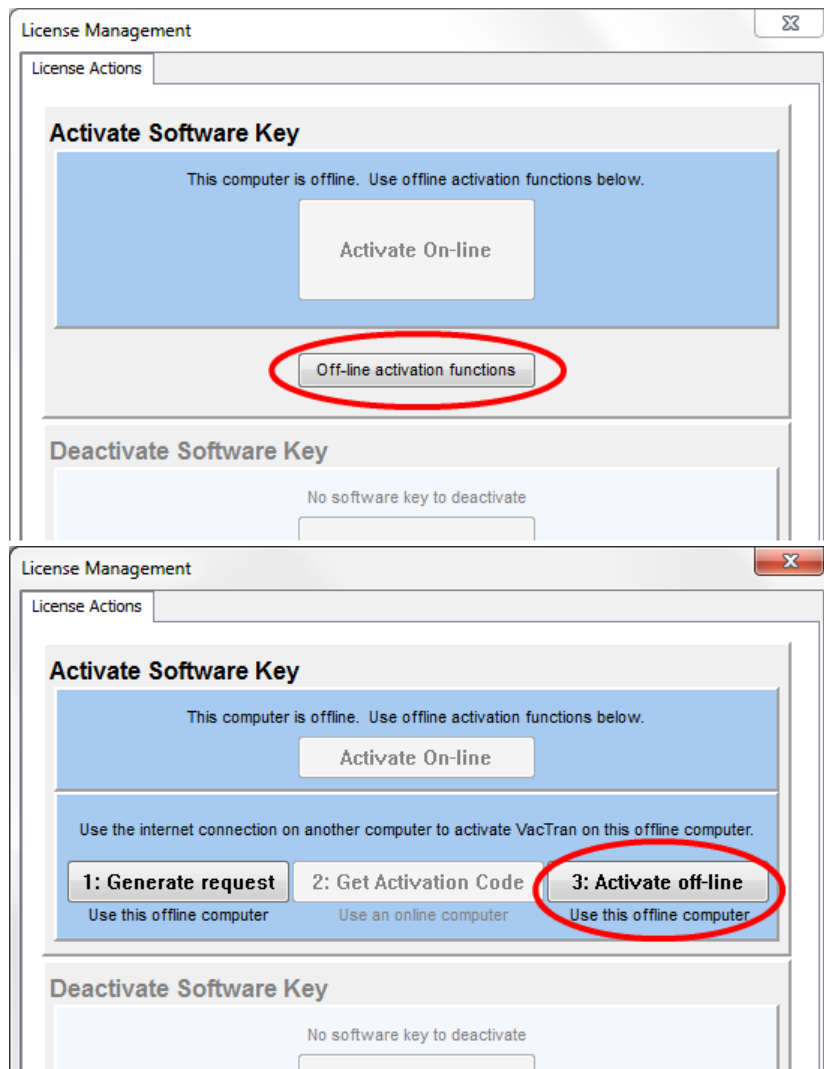 License Management
License Actions
Activate Software Key
This computer is offline. Use offline activation functions below.
Activate On-line
Off-line activation functions
Deactivate Software Key
No software key to deactivate
License Management
License Actions
Activate Software Key
This computer is offline. Use offline activation functions below.
Activate On-line
Use the internet connection on another computer to activate VacTran on this offline computer.
1: Generate request 2: Get Activation Code 3: Activate off-line
Use this offline computer Use an online computer Use this offline computer
Deactivate Software Key
No software key to deactivate